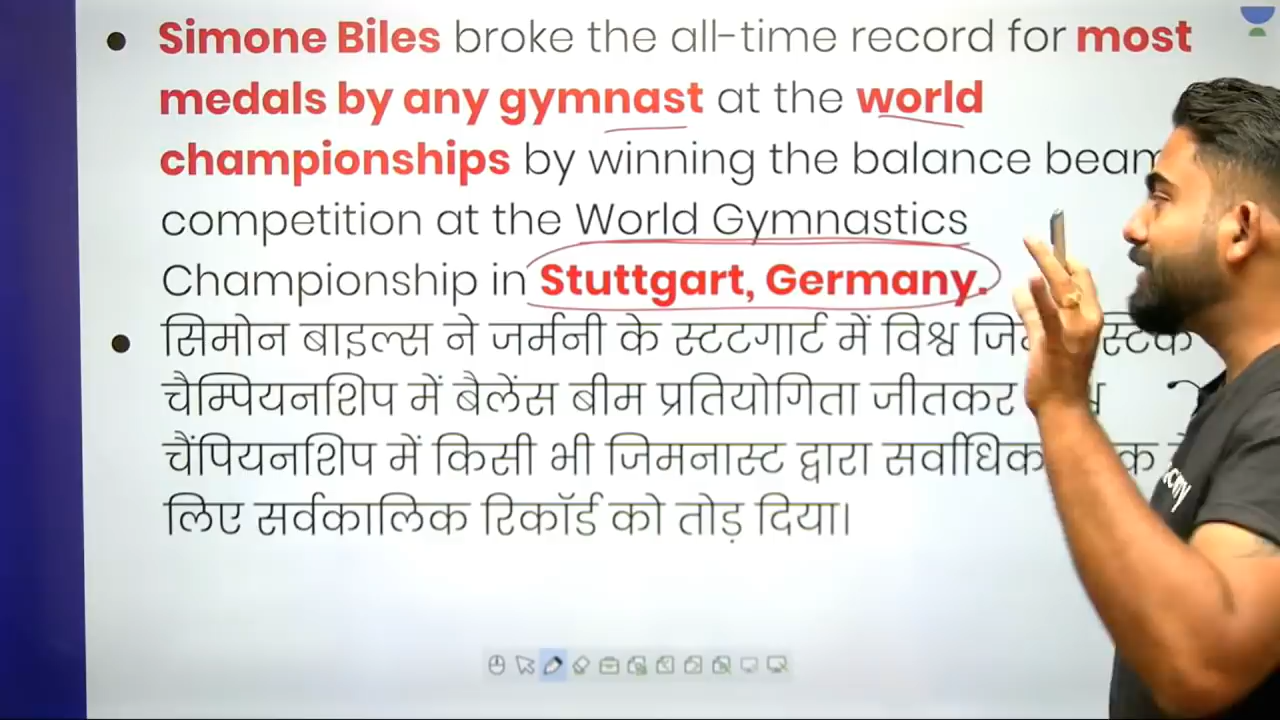 Simone Biles broke the all-time record for most
medals by any gymnast at the world
championships by winning the balance beam
competition at the World Gymnastics
Championship in Stuttgart, Germany.
सिमोन बाइल्स ने जर्मनी के स्टटगार्ट में विश्व
चैम्पियनशिप में बैलेंस बीम प्रतियोगिता जीतकर
चैंपियनशिप में किसी भी जिमनास्ट द्वारा सर्वाधिक
लिए सर्वकालिक रिकॉर्ड को तोड़ दिया।